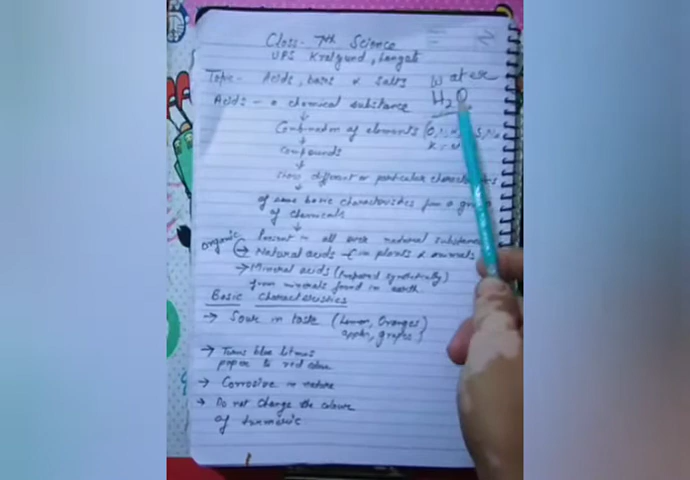 Class- 7th Science
UPS Kralgund, Langate
Topic- Acids, bases & Salts
Water
H2O
Acids - a chemical substance
Combination of elements
compounds
Show different or particular characteristics
of some basic characteristics from a group
of chemicals
Present in all over natural substances
organic
→ Natural acids - in plants & animals
→ Mineral acids (Prepared synthetically)
from minerals found in earth.
Basic Characteristics
→ Sour in taste (Lemon, Oranges)
apples, grapes)
→ Turns blue litmus
paper to red colour
→ Corrosive in nature
→ Do not change the colour
of turmeric